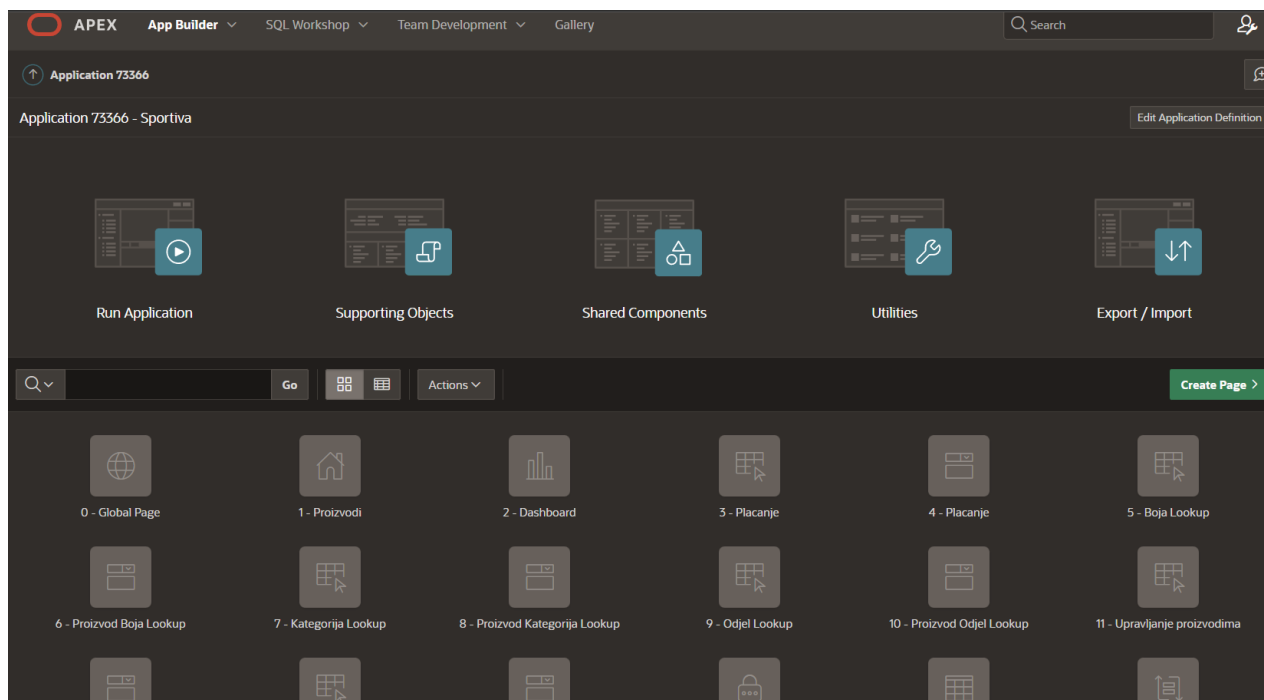 APEX App Builder SQL Workshop Team Development Gallery Search
Application 73366
Application 73366 - Sportiva Edit Application Definition
Run Application Supporting Objects Shared Components Utilities Export / Import
Go Actions Create Page
0 - Global Page 1 - Proizvodi 2 - Dashboard 3 - Placanje 4 - Placanje 5 - Boja Lookup
6 - Proizvod Boja Lookup 7 - Kategorija Lookup 8 - Proizvod Kategorija Lookup 9 - Odjel Lookup 10 - Proizvod Odjel Lookup 11 - Upravljanje proizvodima